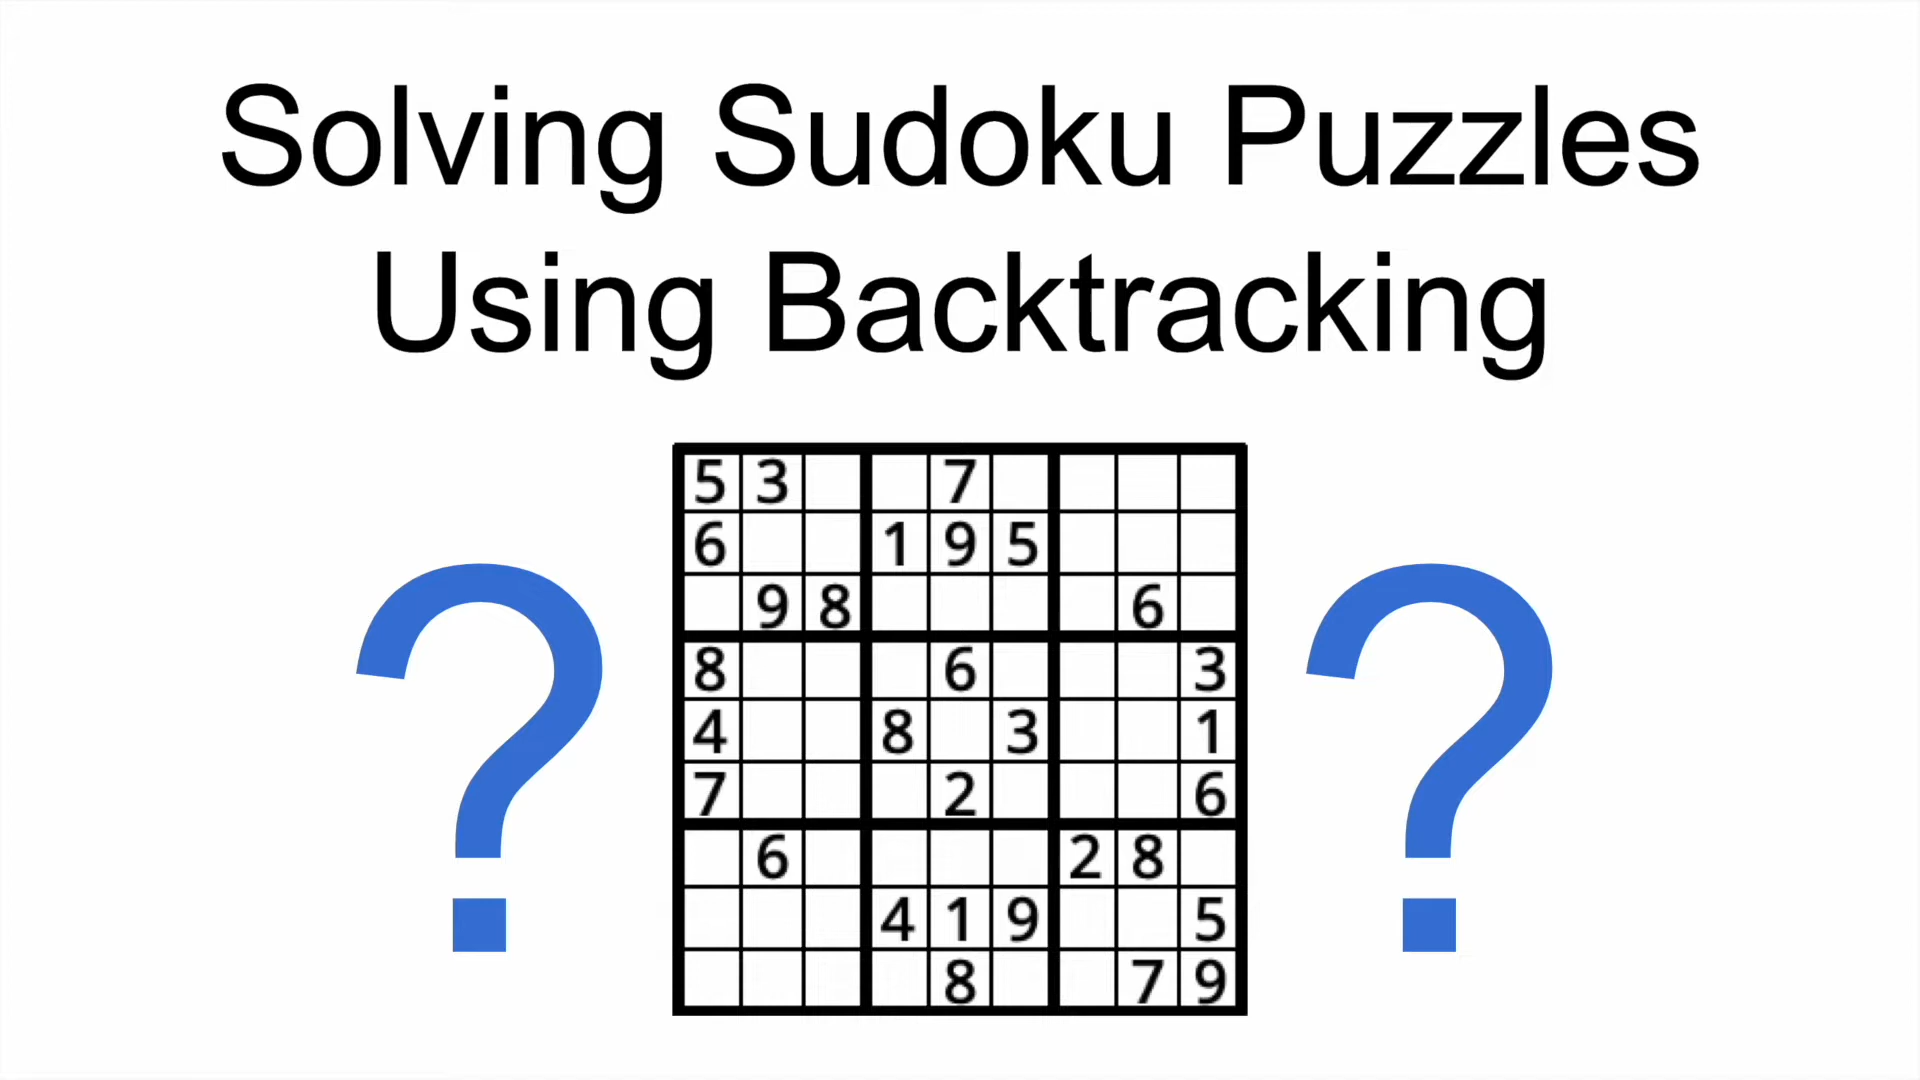 Solving Sudoku Puzzles
Using Backtracking
5 3 7
6 1 9 5
9 8 6
8 6 3
4 8 3 1
7 2 6
6 2 8
4 1 9 5
8 7 9
? ?